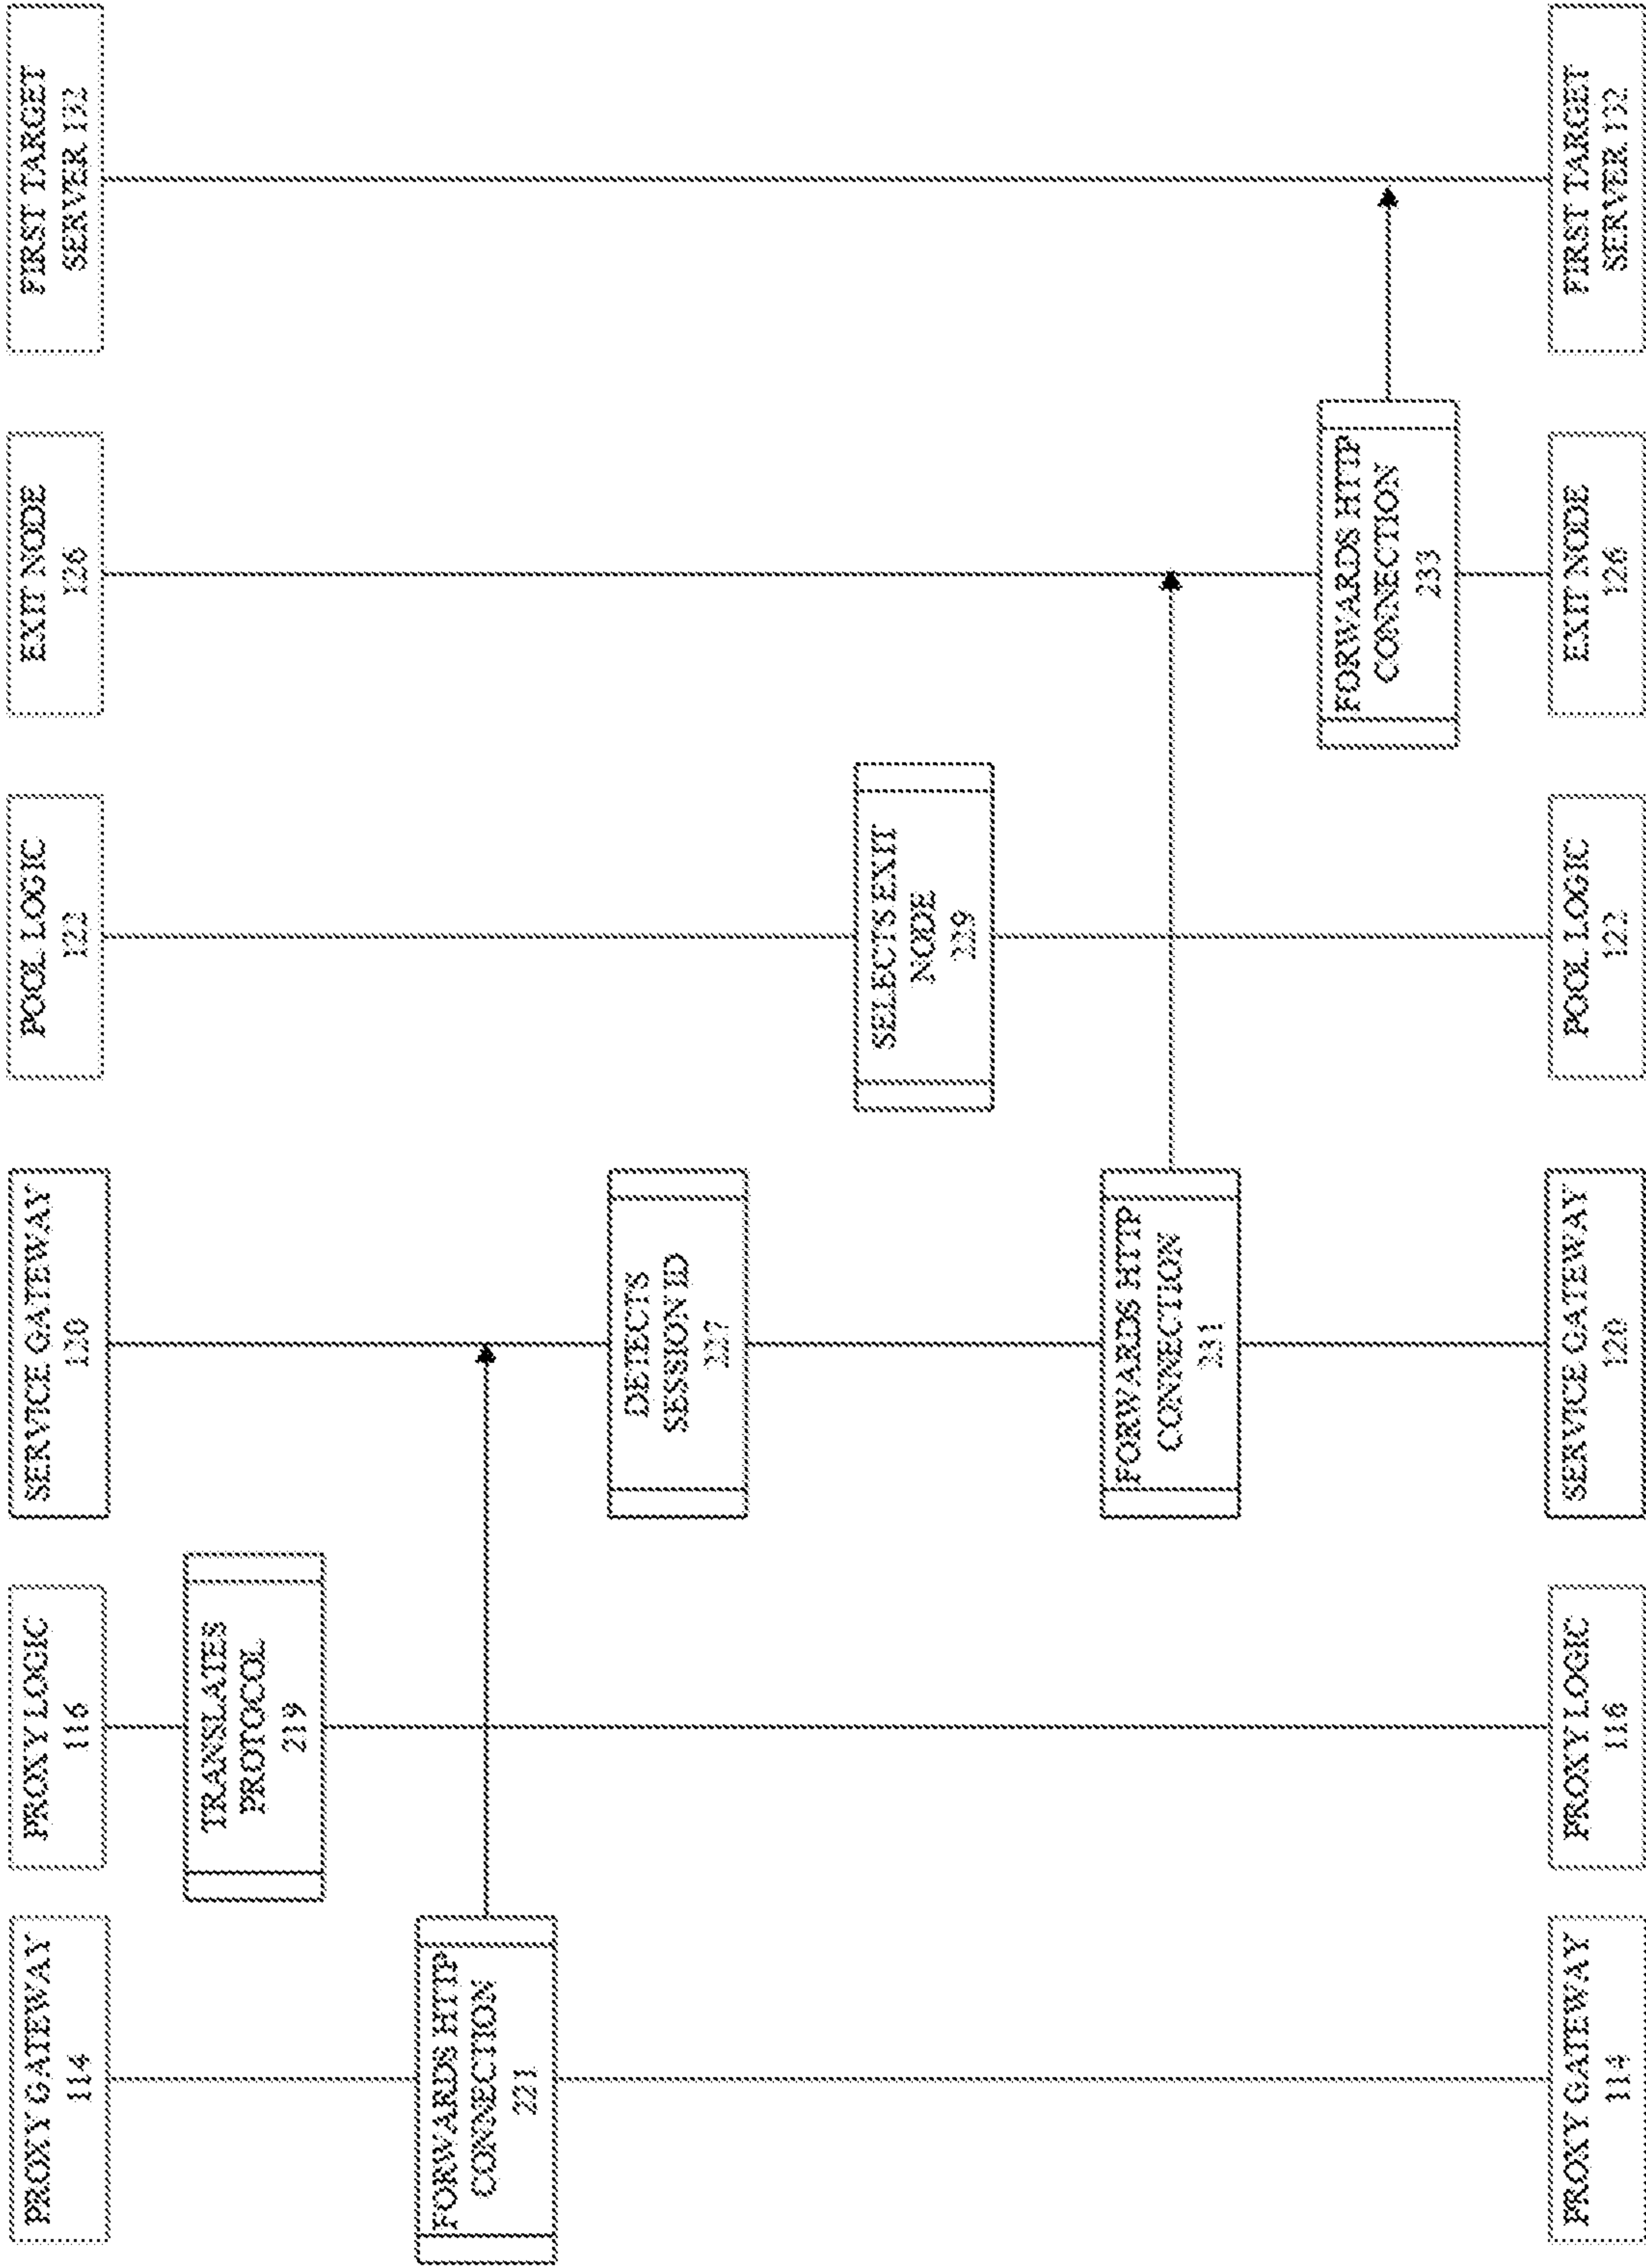 PROXY GATEWAY
114
PROXY LOGIC
116
SERVICE GATEWAY
120
POOL LOGIC
122
EXIT NODE
126
FIRST TARGET
SERVER 132
TRANSLATES
PROTOCOL
219
FORWARDS HTTP
CONNECTION
221
DETECTS
SESSION ID
227
SELECTS EXIT
NODE
229
FORWARDS HTTP
CONNECTION
231
FORWARDS HTTP
CONNECTION
233
PROXY GATEWAY
114
PROXY LOGIC
116
SERVICE GATEWAY
120
POOL LOGIC
122
EXIT NODE
126
FIRST TARGET
SERVER 132